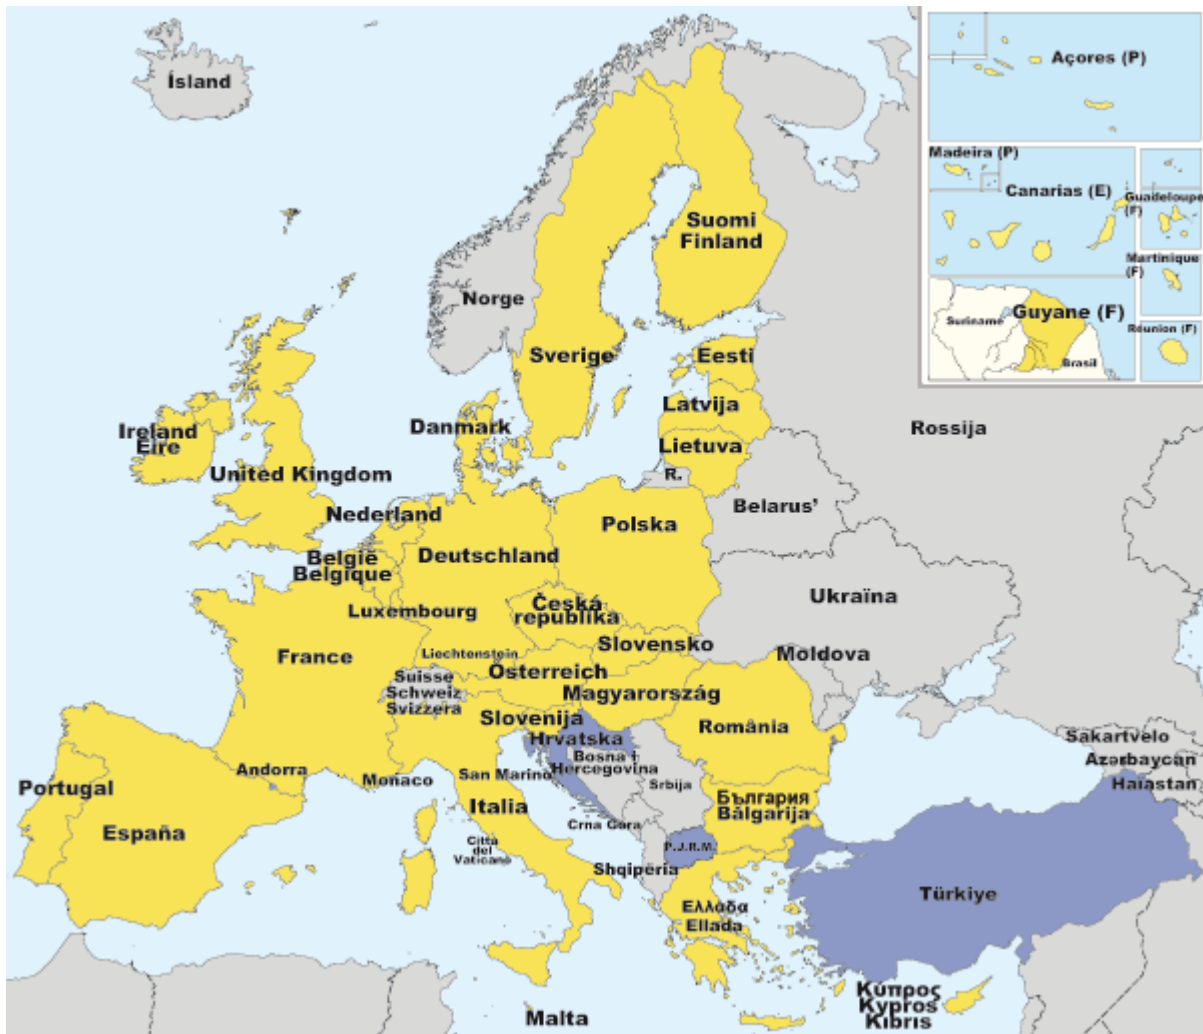 Ísland
Açores (P)
Madeira (P)
Canarias (E)
Guadeloupe
(F)
Martinique
(F)
Guyane (F)
Suriname
Brasil
Réunion (F)
Suomi
Finland
Norge
Sverige
Eesti
Latvija
Lietuva
R.
Rossija
Danmark
Ireland
Eire
United Kingdom
Nederland
Belarus'
Polska
België
Belgique
Deutschland
Luxembourg
Česká
republika
Ukraïna
Slovensko
France
Liechtenstein
Österreich
Moldova
Suisse
Schweiz
Svizzera
Magyarország
Slovenija
România
Hrvatska
Bosna i
Hercegovina
Sakartvelo
Azərbaycan
Haiastan
Andorra
Monaco
San Marino
Srbija
Portugal
España
Italia
България
Bălgarija
Crna Gora
Città
del
Vaticano
P.J.R.M.
Shqipëria
Türkiye
Ελλάδα
Ellada
Κύπρος
Kypros
Kibris
Malta